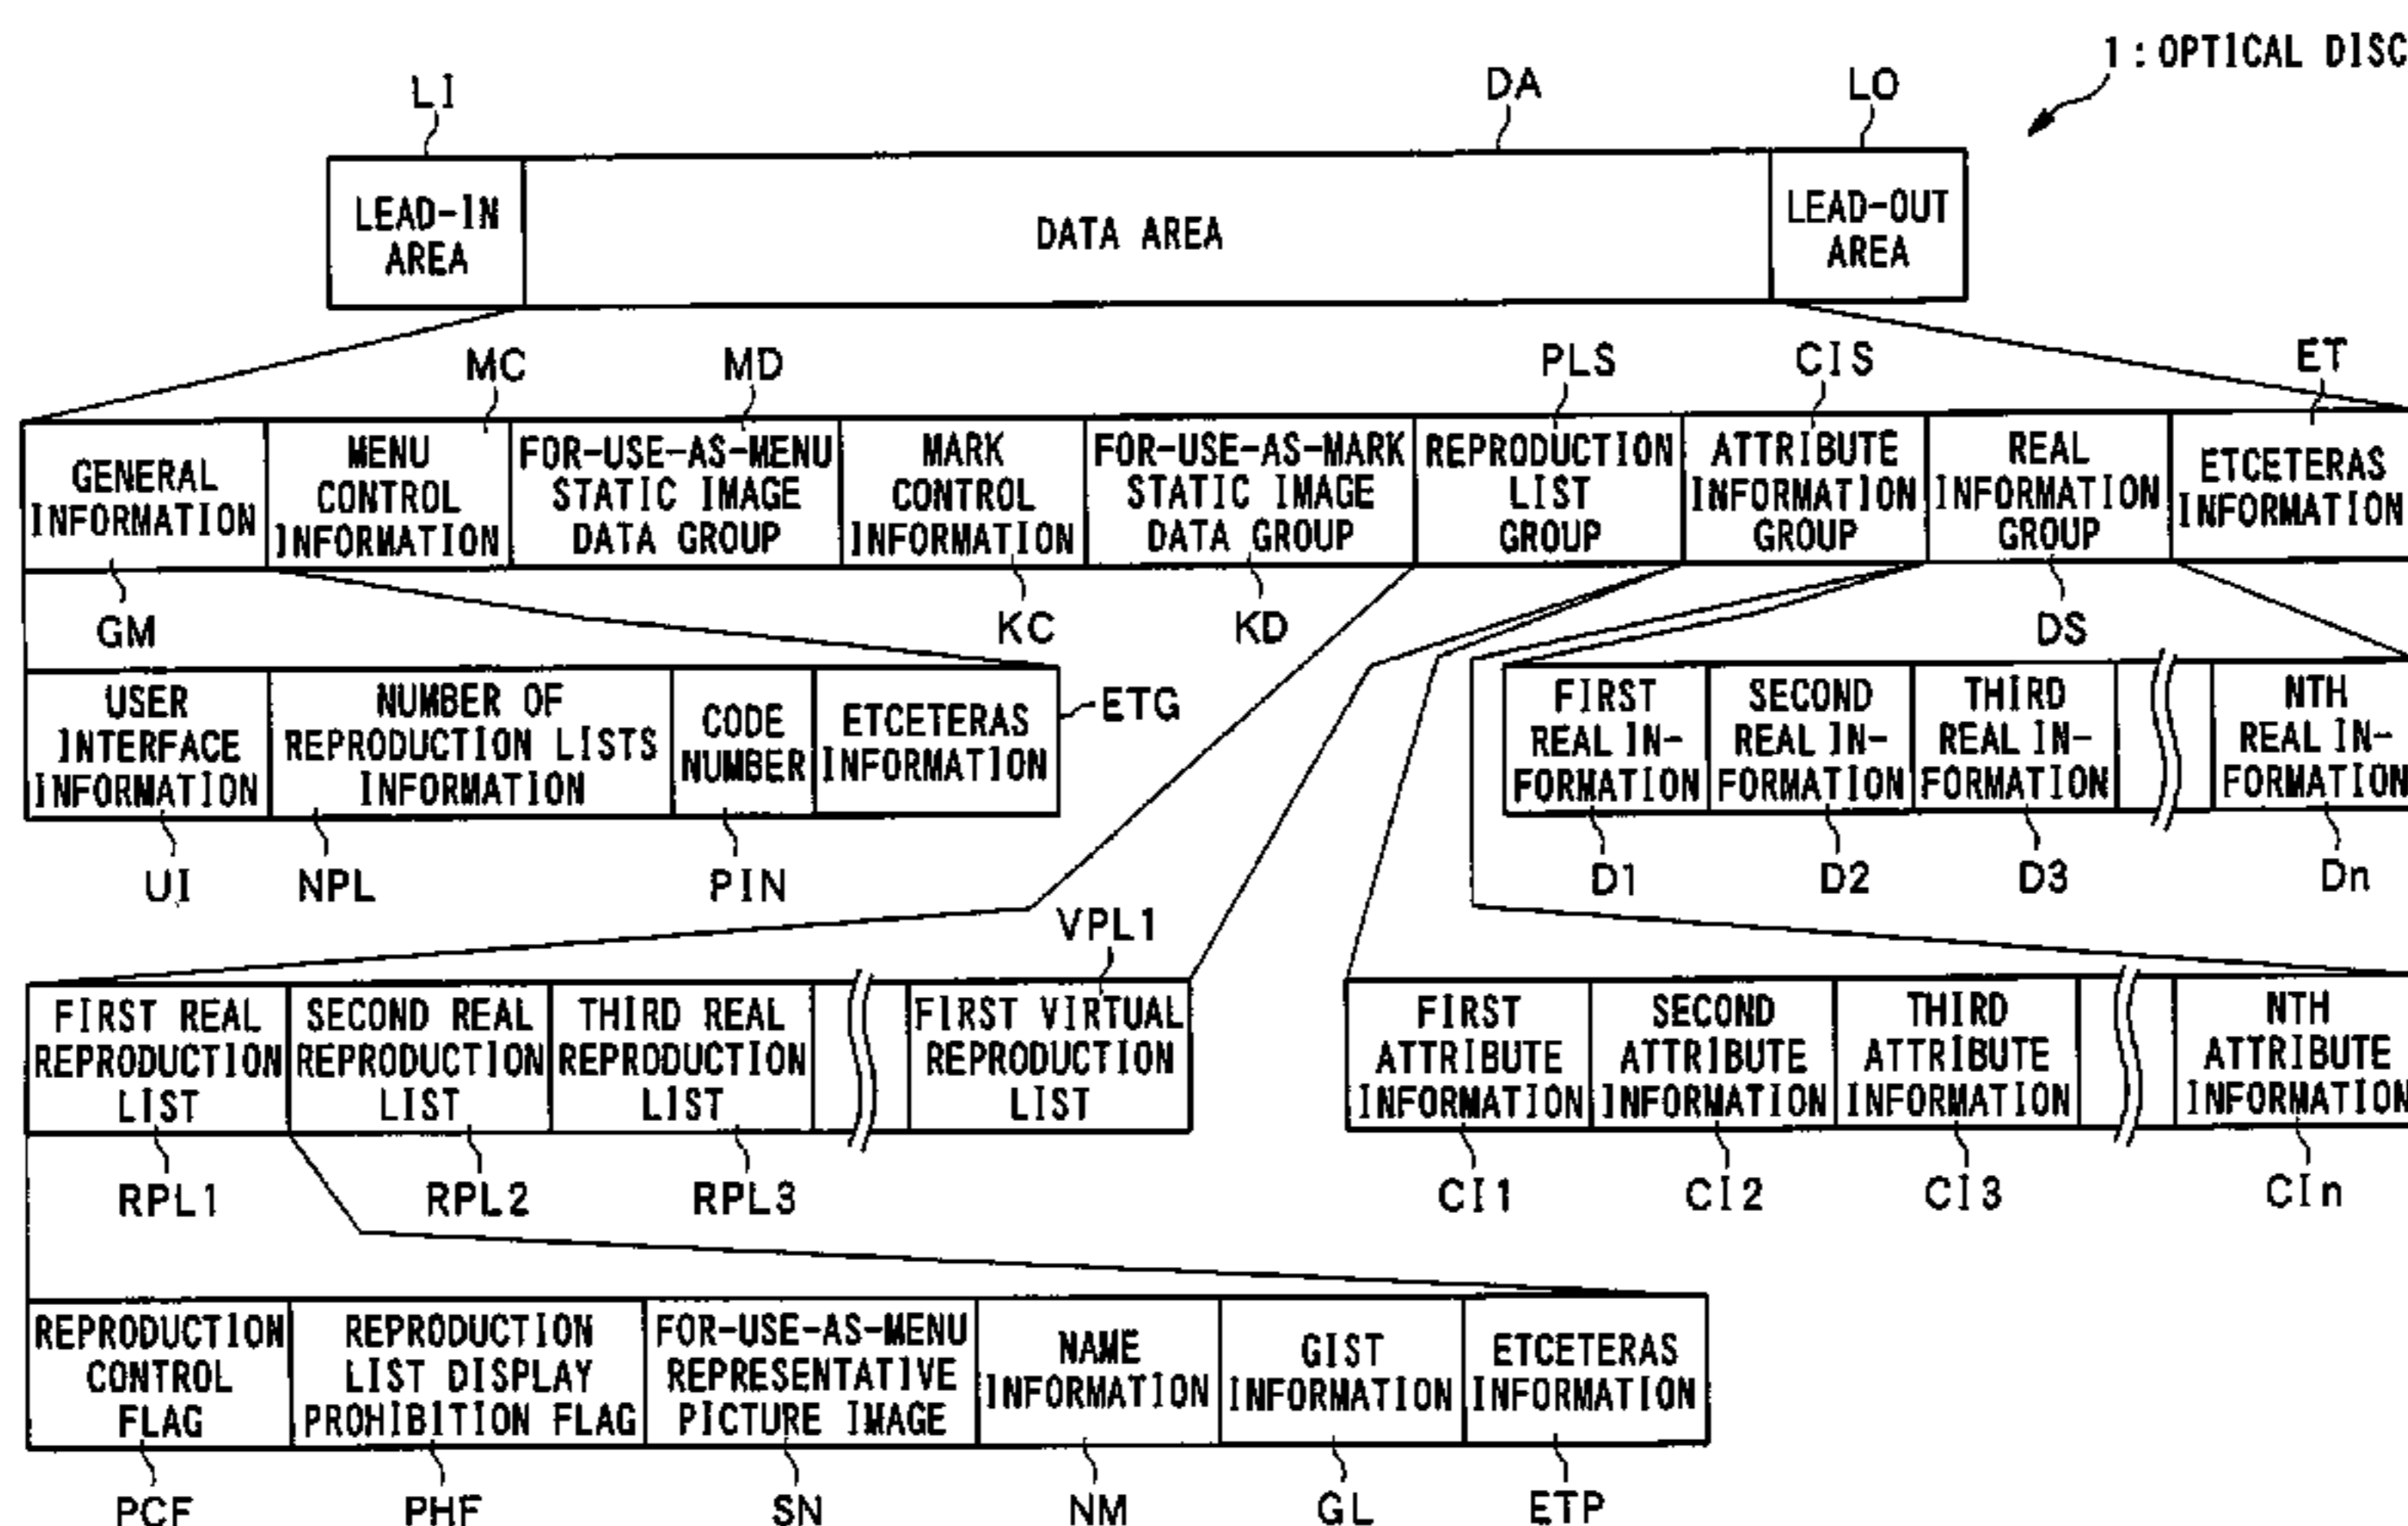 1 : OPTICAL DISC
LI
DA
LO
LEAD-IN
AREA
DATA AREA
LEAD-OUT
AREA
MC
MD
PLS
CIS
ET
GENERAL
INFORMATION
MENU
CONTROL
INFORMATION
FOR-USE-AS-MENU
STATIC IMAGE
DATA GROUP
MARK
CONTROL
INFORMATION
FOR-USE-AS-MARK
STATIC IMAGE
DATA GROUP
REPRODUCTION
LIST
GROUP
ATTRIBUTE
INFORMATION
GROUP
REAL
INFORMATION
GROUP
ETCETERAS
INFORMATION
GM
KC
KD
DS
USER
INTERFACE
INFORMATION
NUMBER OF
REPRODUCTION LISTS
INFORMATION
CODE
NUMBER
ETCETERAS
INFORMATION
ETG
FIRST
REAL IN-
FORMATION
SECOND
REAL IN-
FORMATION
THIRD
REAL IN-
FORMATION
NTH
REAL IN-
FORMATION
UI
NPL
PIN
D1
D2
D3
Dn
VPL1
FIRST REAL
REPRODUCTION
LIST
SECOND REAL
REPRODUCTION
LIST
THIRD REAL
REPRODUCTION
LIST
FIRST VIRTUAL
REPRODUCTION
LIST
FIRST
ATTRIBUTE
INFORMATION
SECOND
ATTRIBUTE
INFORMATION
THIRD
ATTRIBUTE
INFORMATION
NTH
ATTRIBUTE
INFORMATION
RPL1
RPL2
RPL3
CI1
CI2
CI3
CIn
REPRODUCTION
CONTROL
FLAG
REPRODUCTION
LIST DISPLAY
PROHIBITION FLAG
FOR-USE-AS-MENU
REPRESENTATIVE
PICTURE IMAGE
NAME
INFORMATION
GIST
INFORMATION
ETCETERAS
INFORMATION
PCF
PHF
SN
NM
GL
ETP